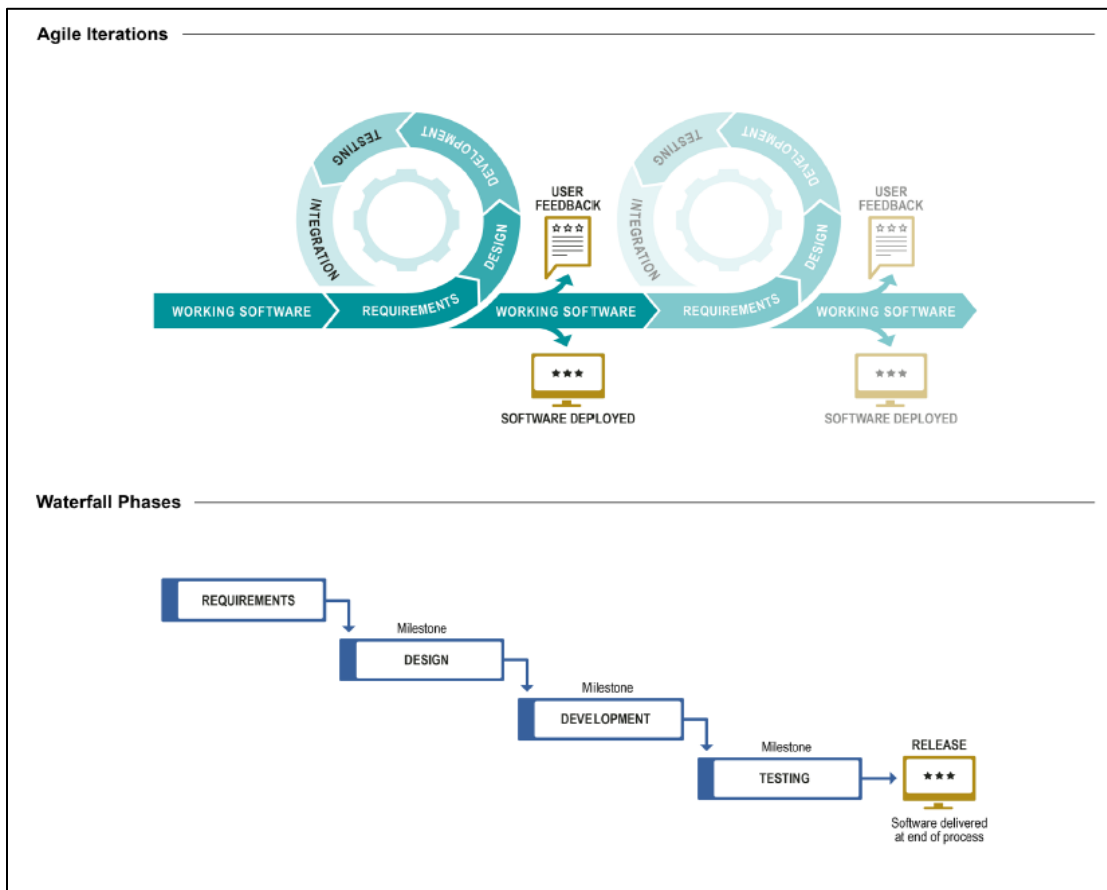 Agile Iterations
TESTING
DEVELOPMENT
INTEGRATION
DESIGN
USER
FEEDBACK
WORKING SOFTWARE
REQUIREMENTS
WORKING SOFTWARE
SOFTWARE DEPLOYED
TESTING
DEVELOPMENT
INTEGRATION
DESIGN
USER
FEEDBACK
REQUIREMENTS
WORKING SOFTWARE
SOFTWARE DEPLOYED
Waterfall Phases
REQUIREMENTS
Milestone
DESIGN
Milestone
DEVELOPMENT
Milestone
TESTING
RELEASE
Software delivered
at end of process